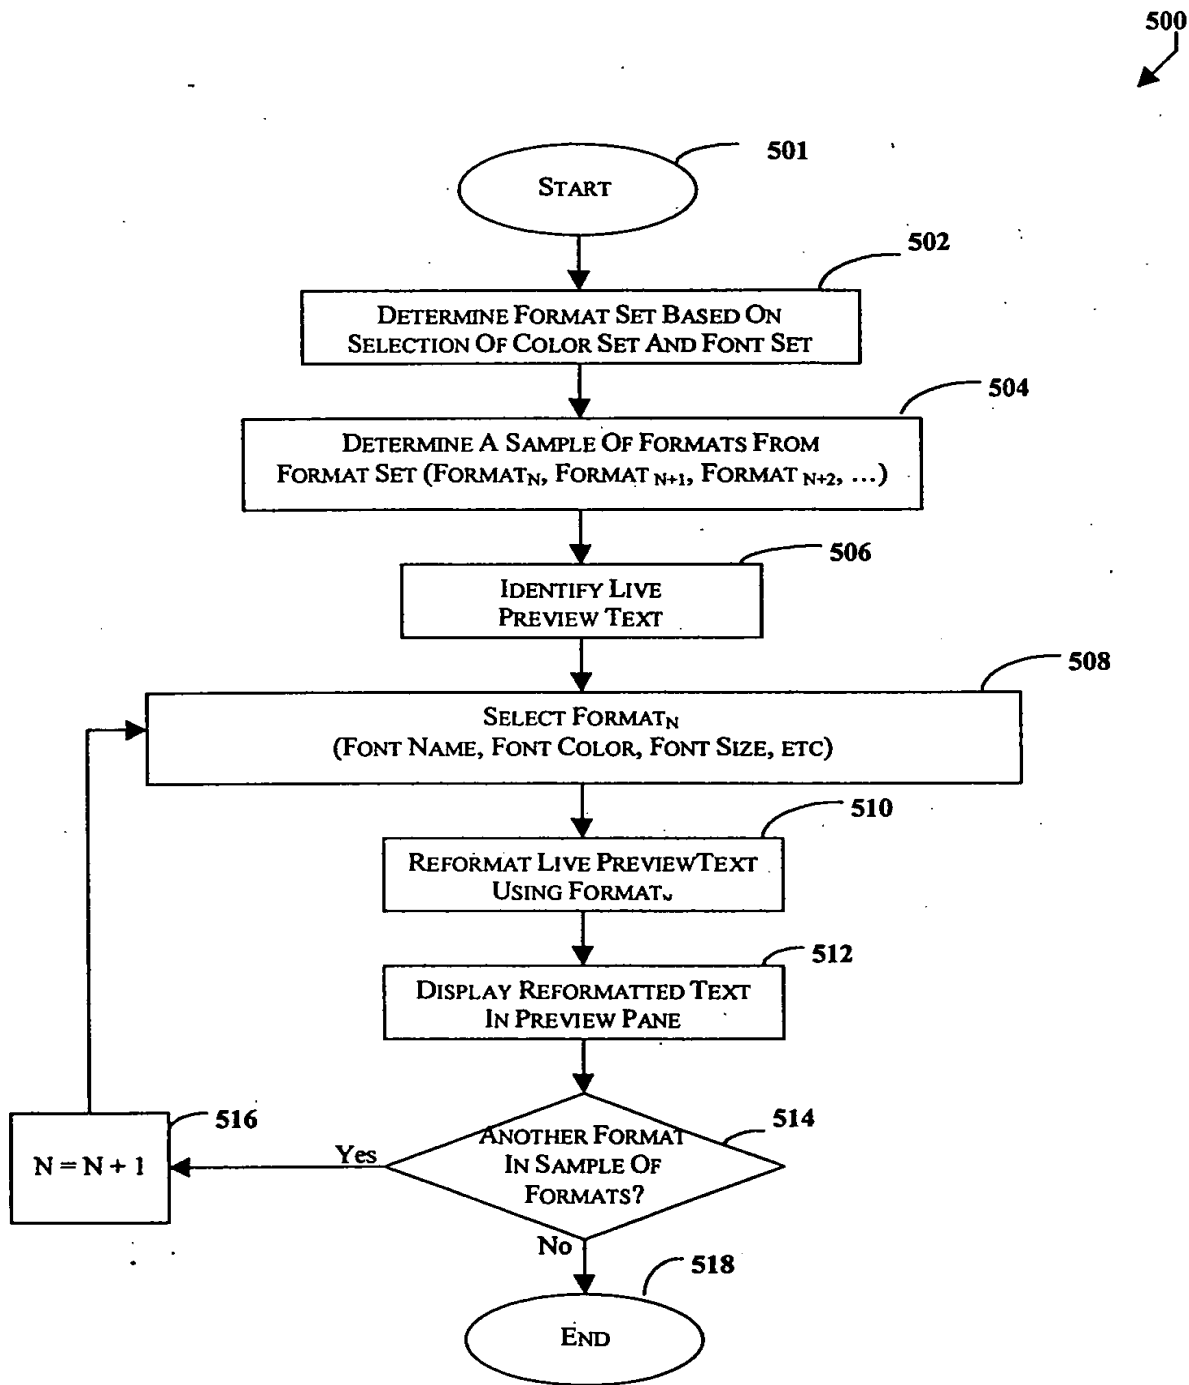 500
501
START
502
DETERMINE FORMAT SET BASED ON
SELECTION OF COLOR SET AND FONT SET
504
DETERMINE A SAMPLE OF FORMATS FROM
FORMAT SET (FORMATN, FORMAT N+1, FORMAT N+2, ...)
506
IDENTIFY LIVE
PREVIEW TEXT
508
SELECT FORMATN
(FONT NAME, FONT COLOR, FONT SIZE, ETC)
510
REFORMAT LIVE PREVIEWTEXT
USING FORMATN
512
DISPLAY REFORMATTED TEXT
IN PREVIEW PANE
514
ANOTHER FORMAT
IN SAMPLE OF
FORMATS?
Yes
516
N = N + 1
No
518
END